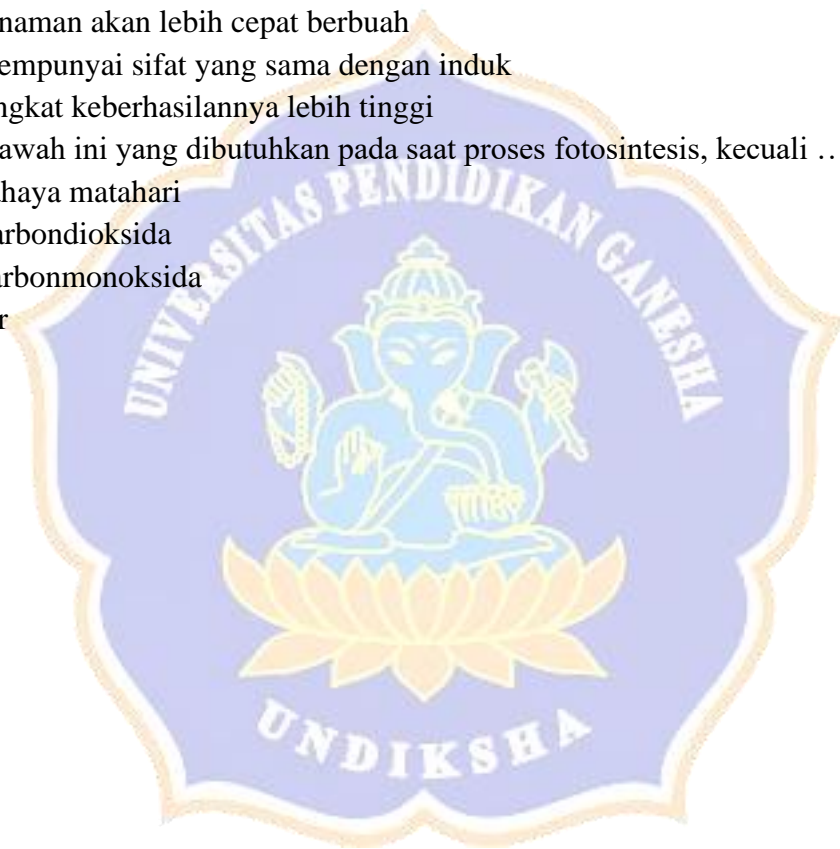 naman akan lebih cepat berbuah
empunyai sifat yang sama dengan induk
ngkat keberhasilannya lebih tinggi
awah ini yang dibutuhkan pada saat proses fotosintesis, kecuali ..
haya matahari
arbondioksida
arbonmonoksida
r
UNIVERSITAS PENDIDIKAN GANESHA
UNDIKSHA